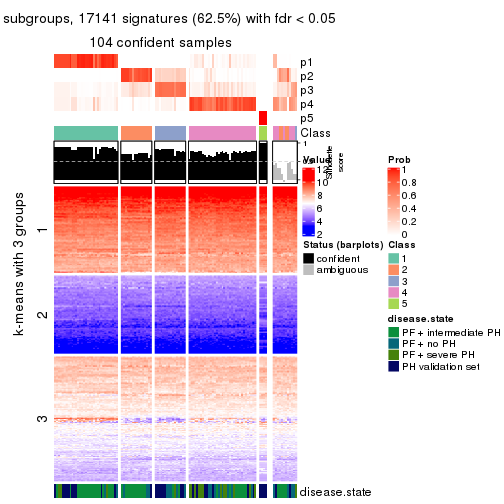 subgroups, 17141 signatures (62.5%) with fdr < 0.05
104 confident samples
p1
p2
p3
p4
p5
Class
1
Silhouette
score
Value
12
10
8
6
4
2
Prob
1
0.8
0.6
0.4
0.2
0
Status (barplots)
confident
ambiguous
Class
1
2
3
4
5
disease.state
PF + intermediate PH
PF + no PH
PF + severe PH
PH validation set
k-means with 3 groups
1
2
3
disease.state